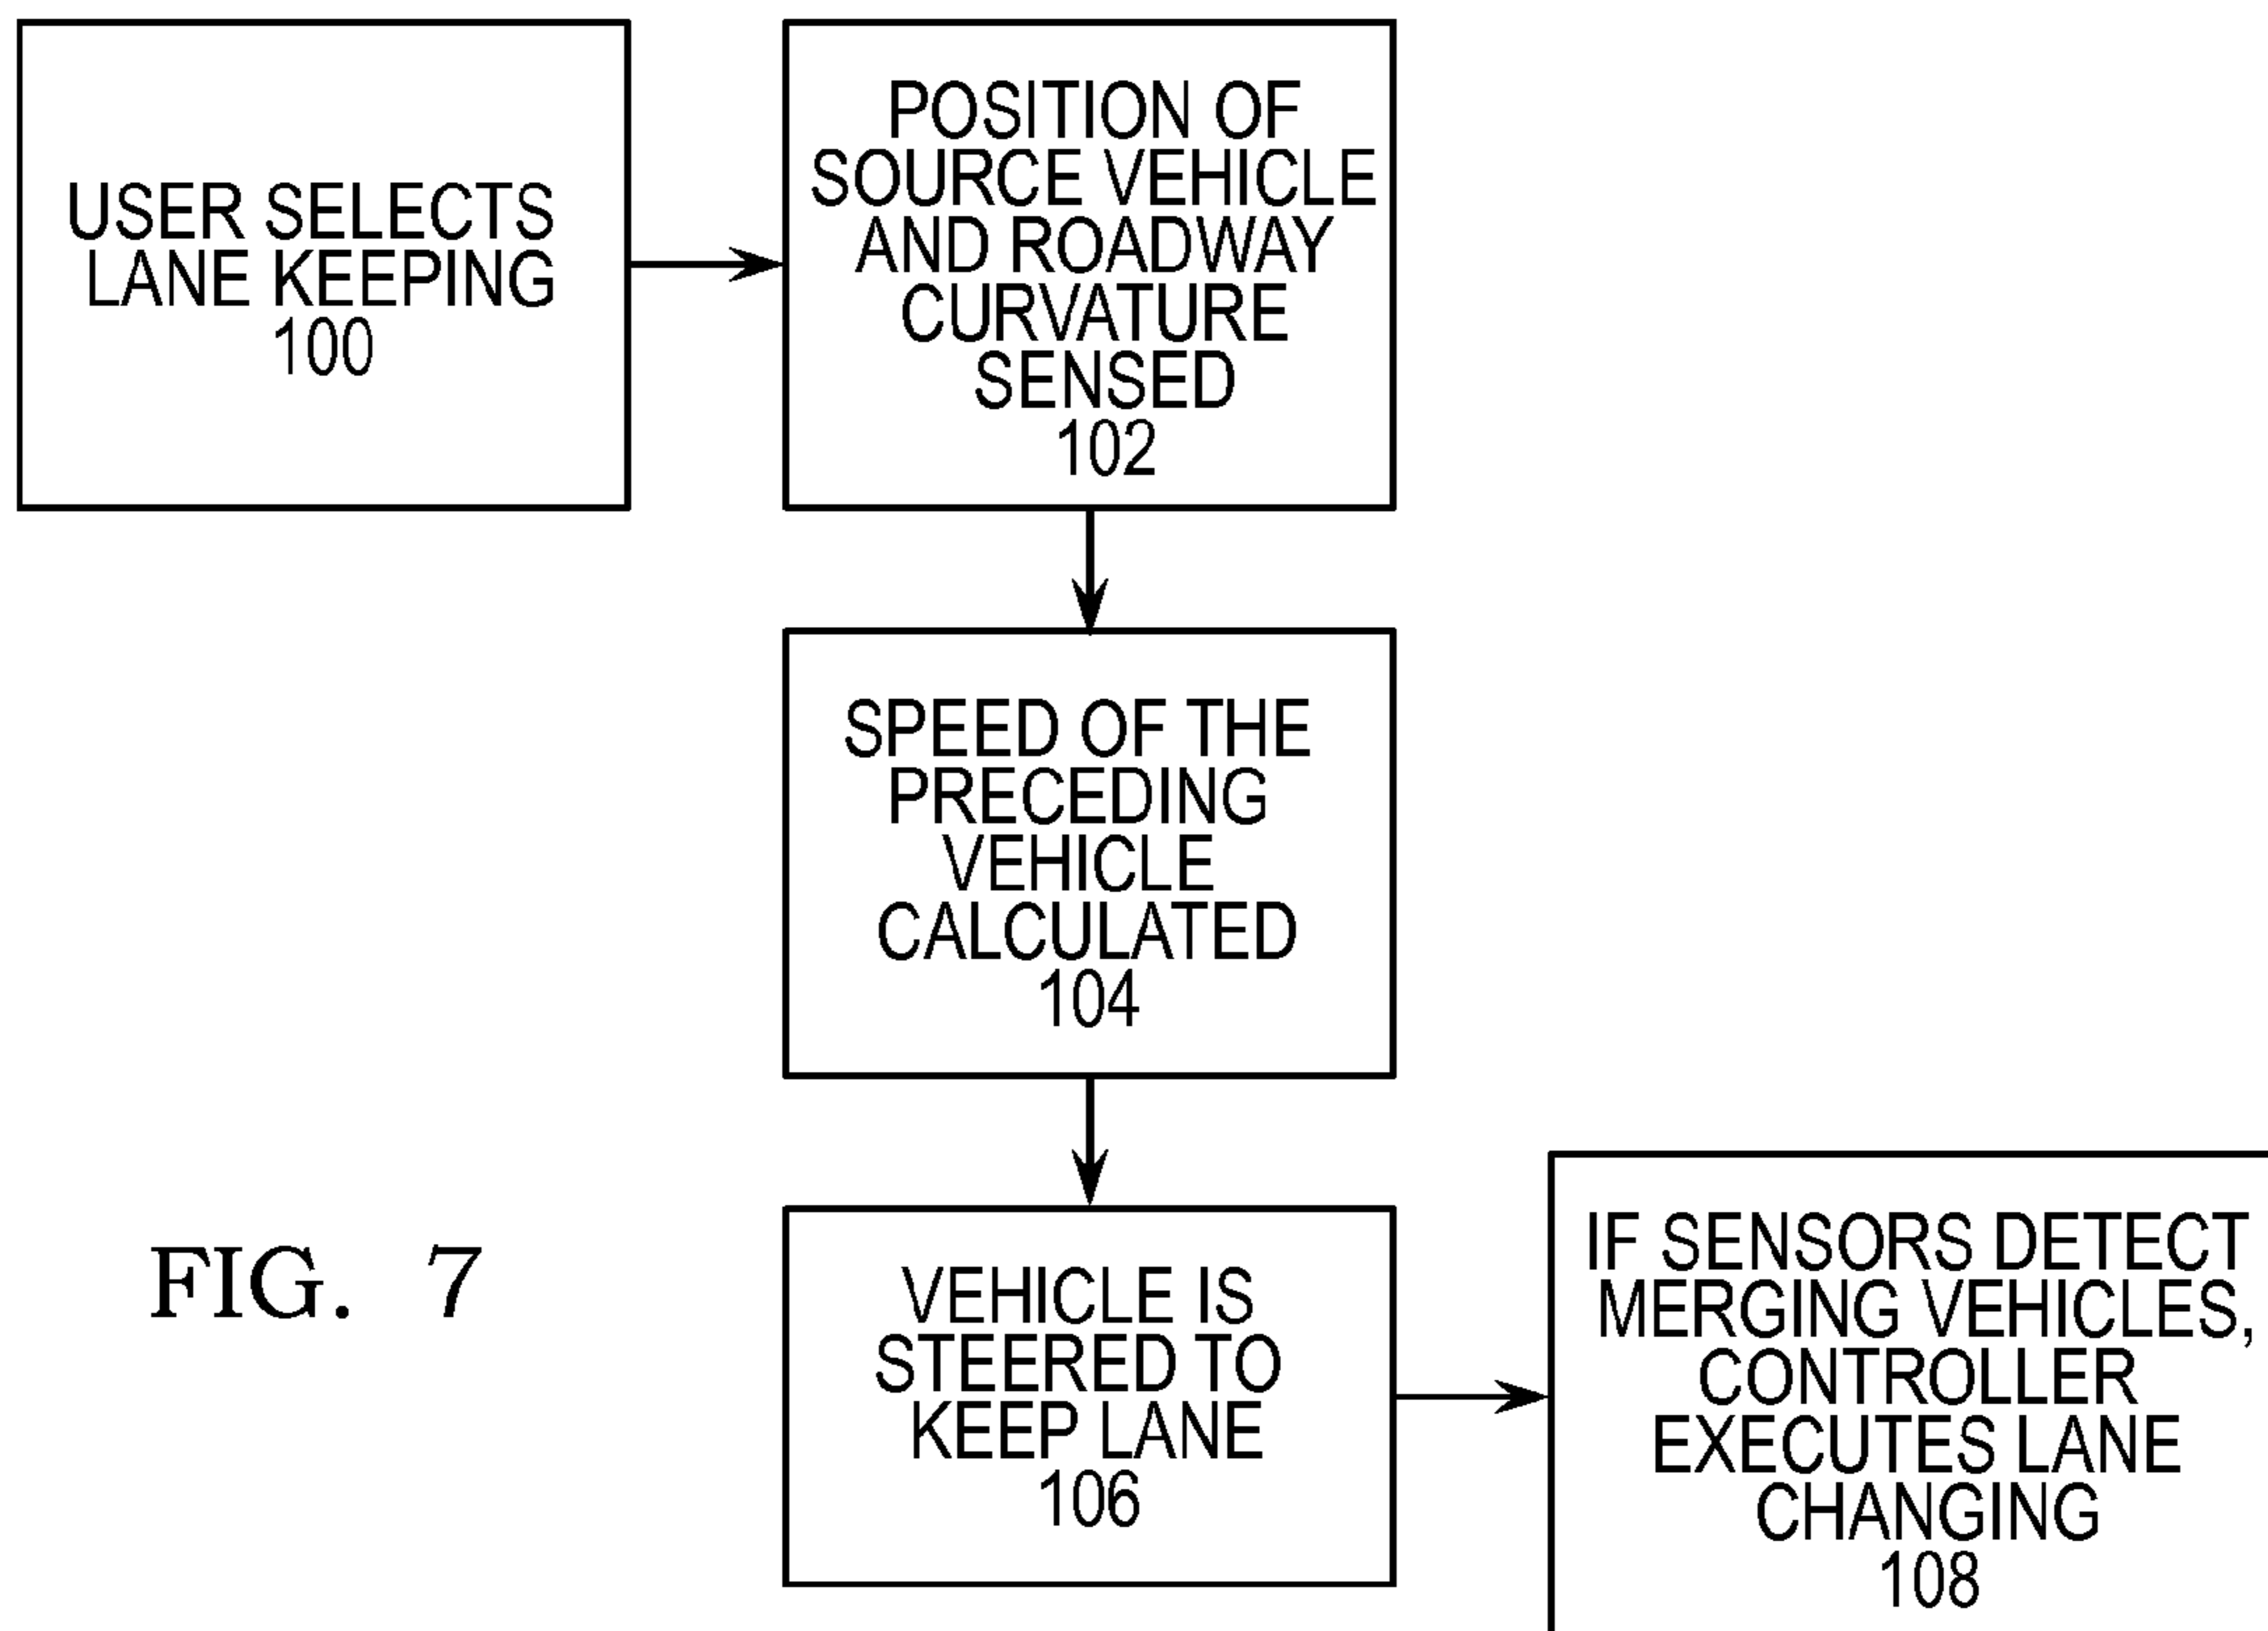 USER SELECTS
LANE KEEPING
100
POSITION OF
SOURCE VEHICLE
AND ROADWAY
CURVATURE
SENSED
102
SPEED OF THE
PRECEDING
VEHICLE
CALCULATED
104
VEHICLE IS
STEERED TO
KEEP LANE
106
IF SENSORS DETECT
MERGING VEHICLES,
CONTROLLER
EXECUTES LANE
CHANGING
108
FIG. 7